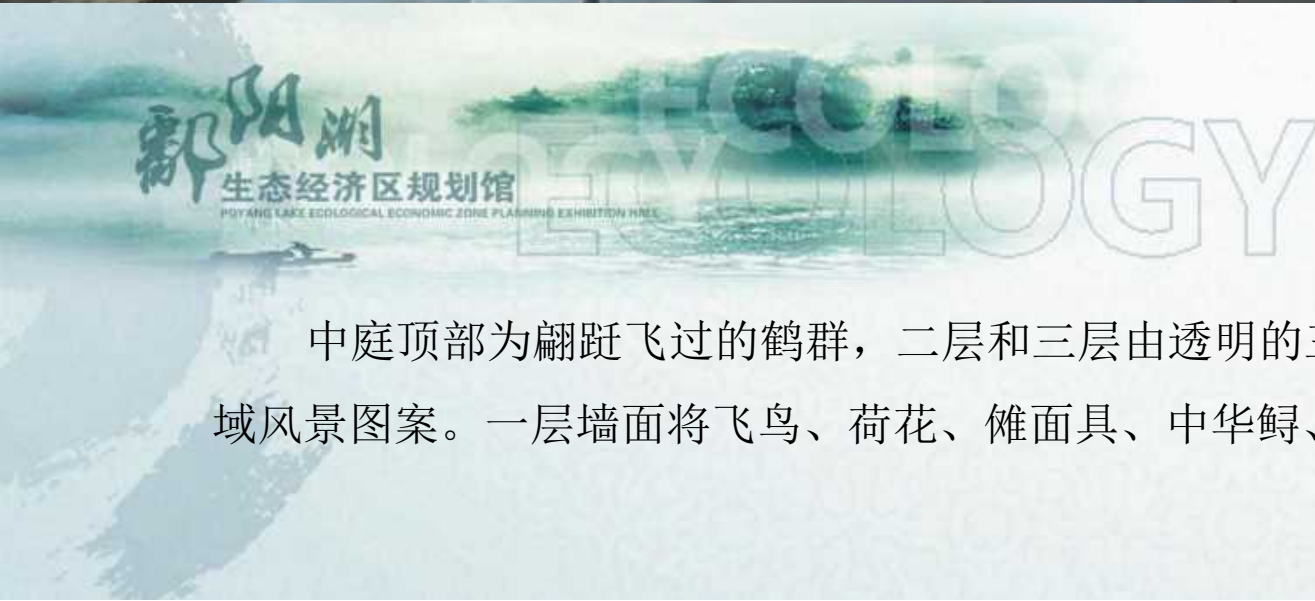 鄱阳湖
生态经济区规划馆
POYANG LAKE ECOLOGICAL ECONOMIC ZONE PLANNING EXHIBITION HALL
ECOLO
ECOLOGY
中庭顶部为翩跹飞过的鹤群，二层和三层由透明的
域风景图案。一层墙面将飞鸟、荷花、傩面具、中华鲟、